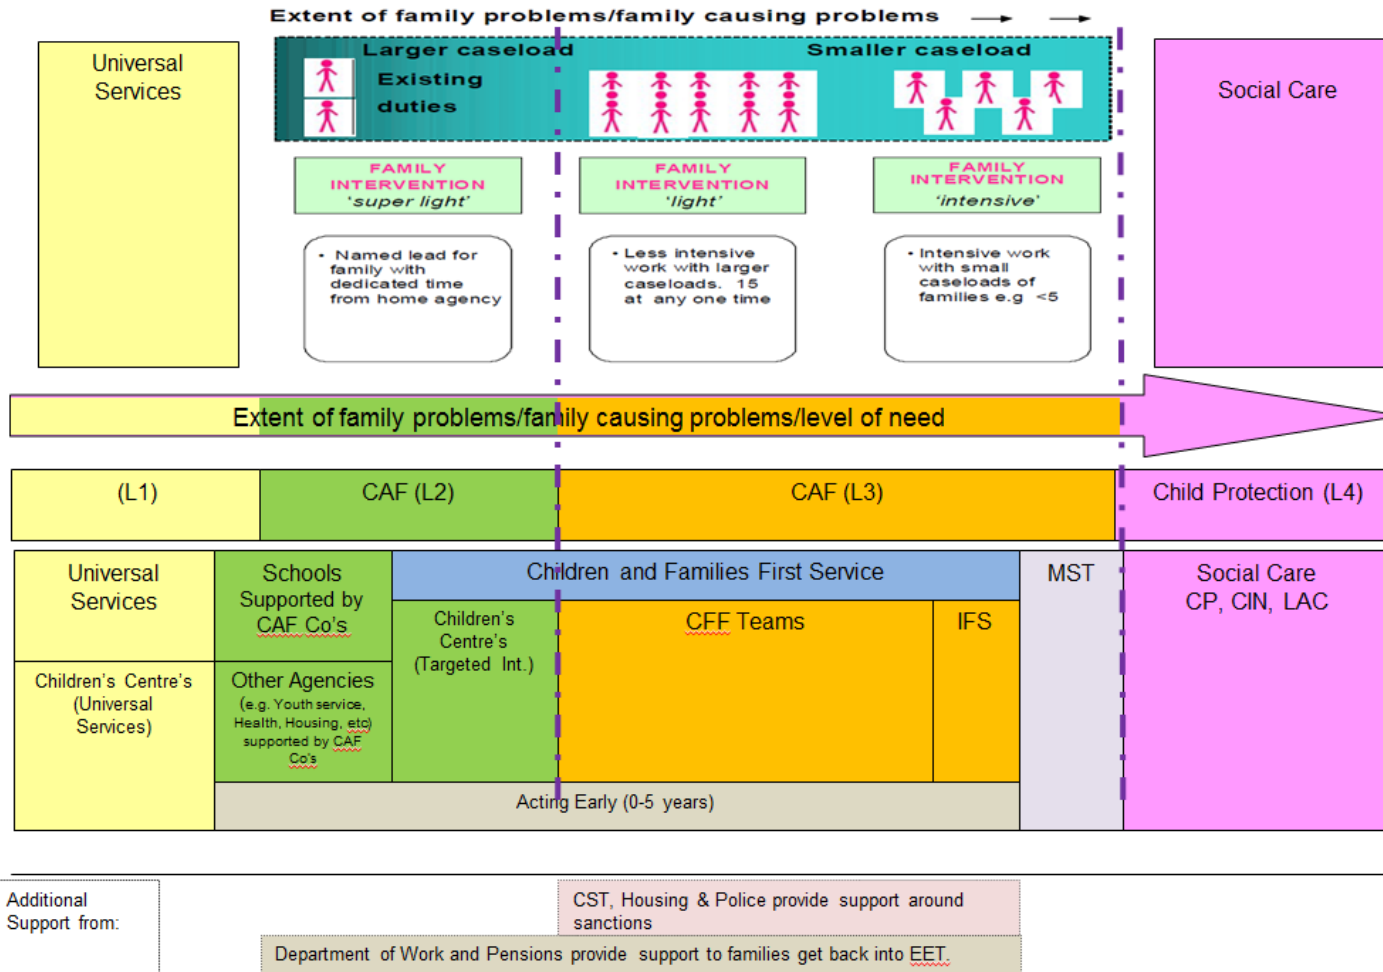 Extent of family problems/family causing problems
Universal
Services
Larger caseload
Existing
duties
Smaller caseload
Social Care
FAMILY
INTERVENTION
‘super light’
FAMILY
INTERVENTION
‘light’
FAMILY
INTERVENTION
‘intensive’
• Named lead for
family with
dedicated time
from home agency
• Less intensive
work with larger
caseloads. 15
at any one time
• Intensive work
with small
caseloads of
families e.g <5
Extent of family problems/family causing problems/level of need
(L1)
CAF (L2)
CAF (L3)
Child Protection (L4)
Universal
Services
Schools
Supported by
CAF Co’s
Children and Families First Service
MST
Social Care
CP, CIN, LAC
Children’s
Centre’s
(Targeted Int.)
CFF Teams
IFS
Children’s Centre’s
(Universal
Services)
Other Agencies
(e.g. Youth service,
Health, Housing, etc)
supported by CAF
Co’s
Acting Early (0-5 years)
Additional
Support from:
CST, Housing & Police provide support around
sanctions
Department of Work and Pensions provide support to families get back into EET.